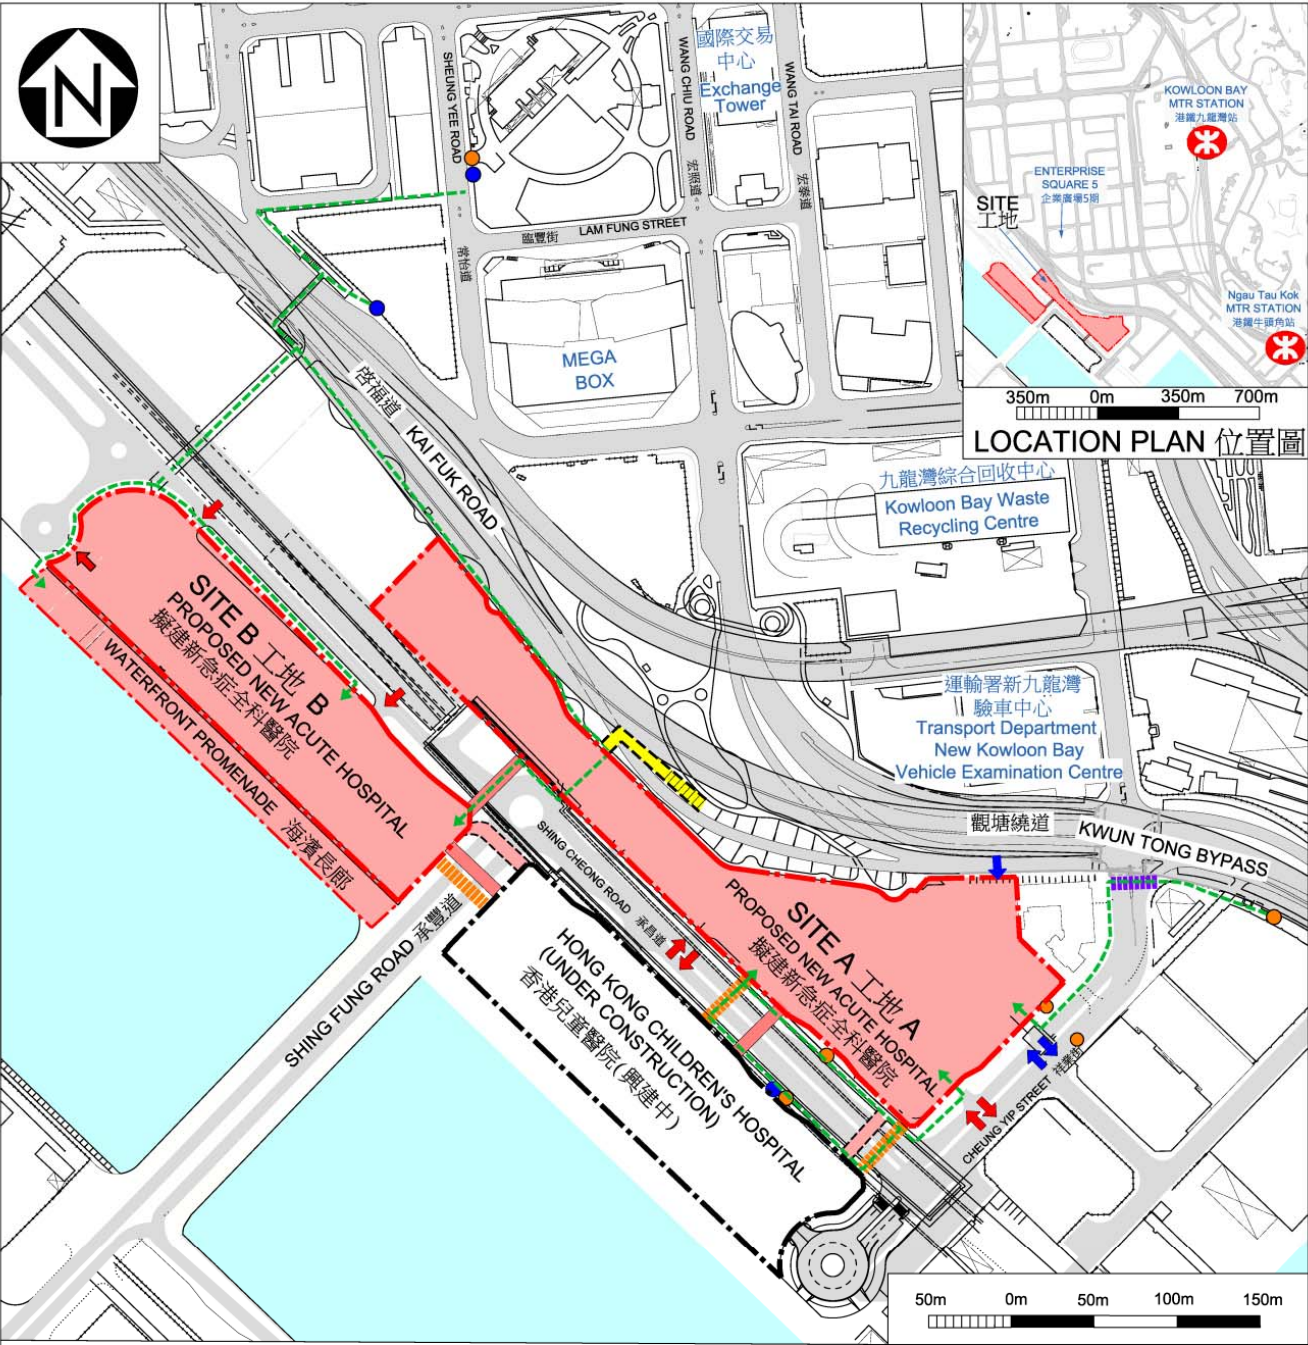 N
SHEUNG YEE ROAD
常怡道
WANG CHIU ROAD 宏照道
WANG TAI ROAD
宏泰道
國際交易
中心
Exchange
Tower
臨豐街 LAM FUNG STREET
MEGA
BOX
KOWLOON BAY
MTR STATION
港鐵九龍灣站
ENTERPRISE
SQUARE 5
企業廣場5期
SITE
工地
Ngau Tau Kok
MTR STATION
港鐵牛頭角站
350m 0m 350m 700m
LOCATION PLAN 位置圖
啓福道 KAI FUK ROAD
九龍灣綜合回收中心
Kowloon Bay Waste
Recycling Centre
運輸署新九龍灣
驗車中心
Transport Department
New Kowloon Bay
Vehicle Examination Centre
觀塘繞道 KWUN TONG BYPASS
SITE B 工地 B
PROPOSED NEW ACUTE HOSPITAL
擬建新急症全科醫院
WATERFRONT PROMENADE 海濱長廊
SHING CHEONG ROAD 承昌道
SITE A 工地 A
PROPOSED NEW ACUTE HOSPITAL
擬建新急症全科醫院
SHING FUNG ROAD 承豐道
HONG KONG CHILDREN'S HOSPITAL
(UNDER CONSTRUCTION)
香港兒童醫院(興建中)
CHEUNG YIP STREET 祥業街
50m 0m 50m 100m 150m